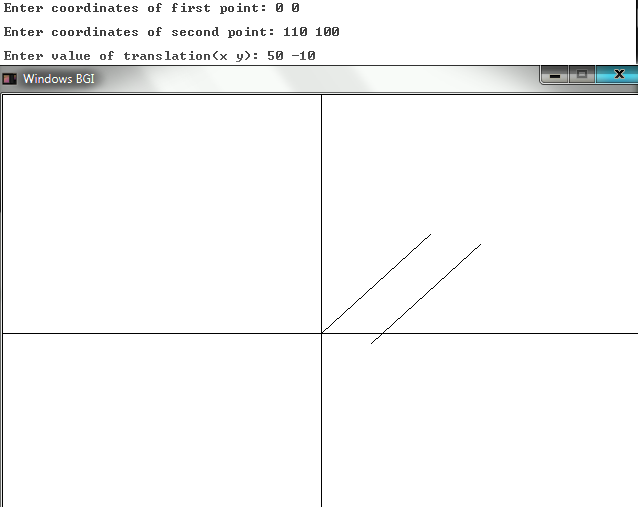 Enter coordinates of first point: 0 0
Enter coordinates of second point: 110 100
Enter value of translation(x y): 50 -10
Windows BGI